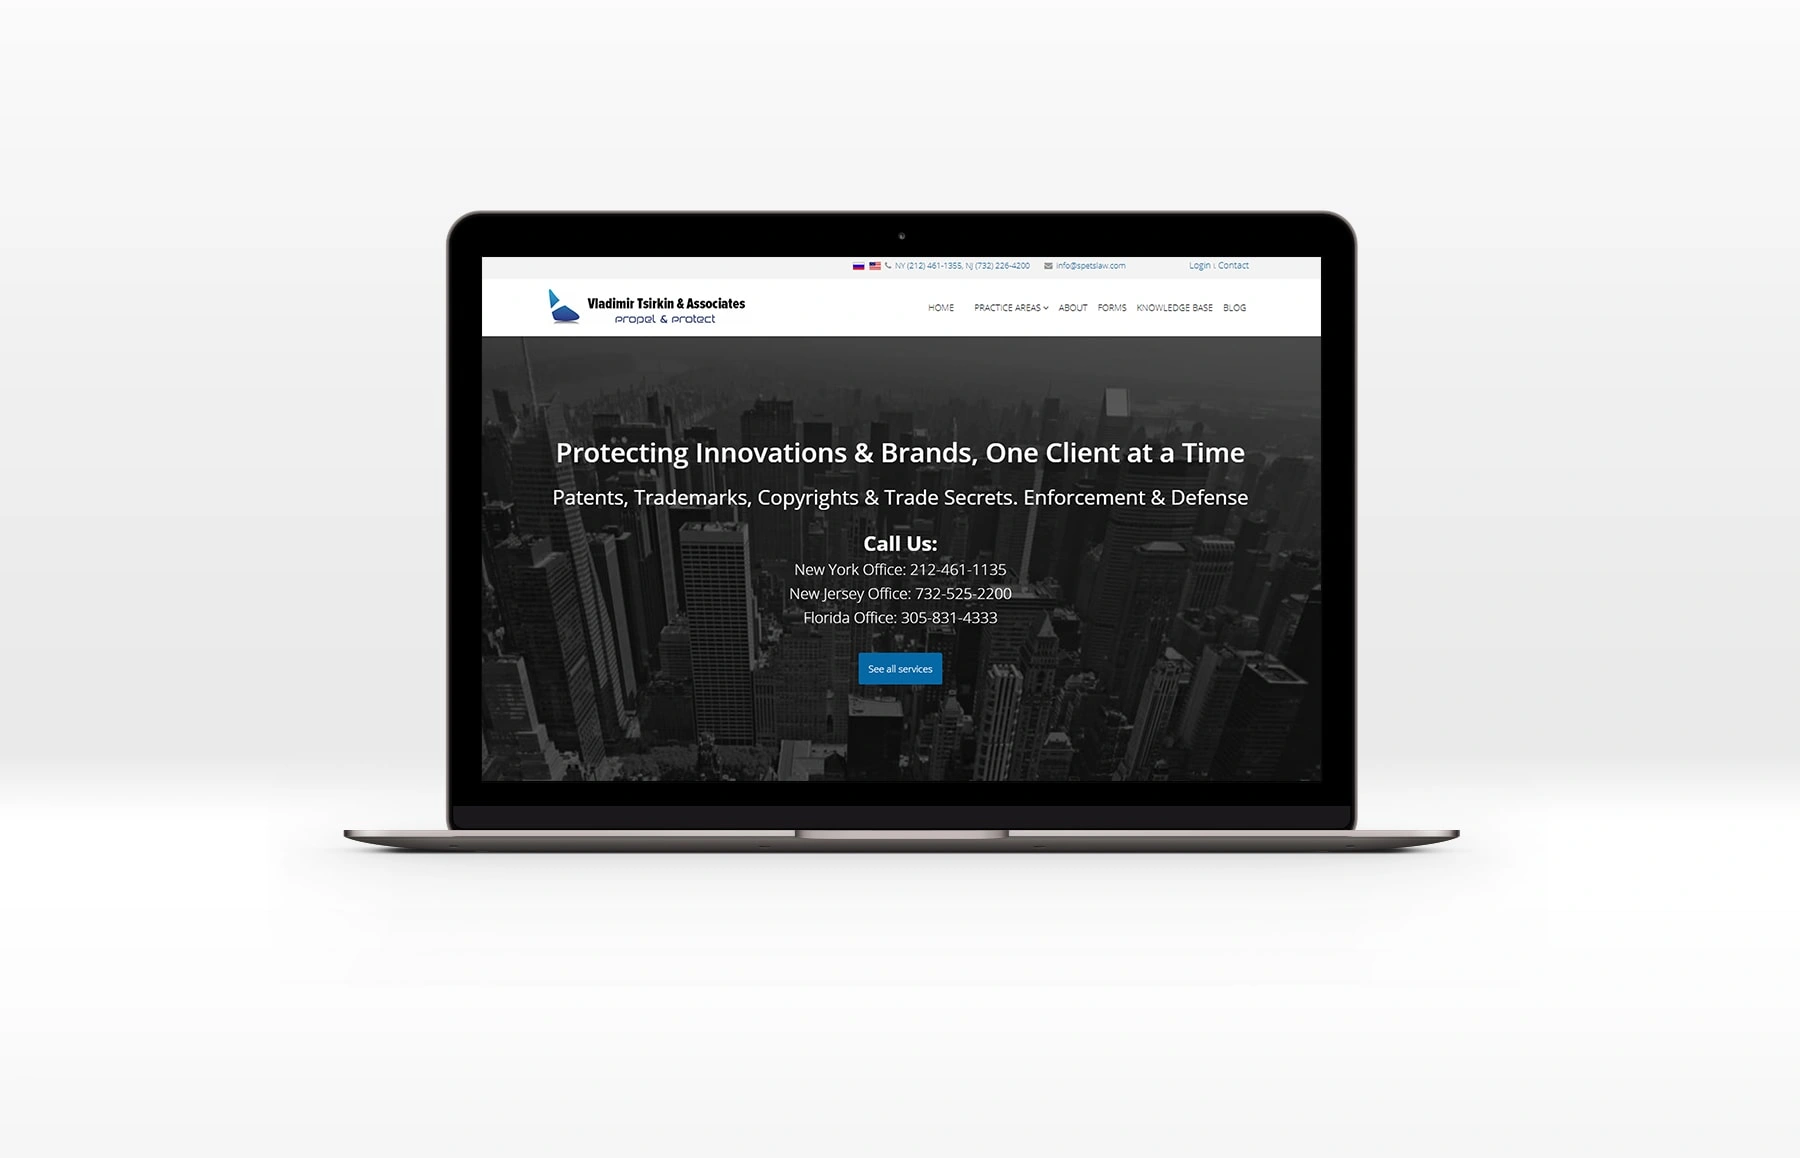 NY (212) 461-1355, NJ (732) 226-4200 info@spetslaw.com Login Contact
Vladimir Tsirkin & Associates
propel & protect
HOME PRACTICE AREAS ABOUT FORMS KNOWLEDGE BASE BLOG
Protecting Innovations & Brands, One Client at a Time
Patents, Trademarks, Copyrights & Trade Secrets. Enforcement & Defense
Call Us:
New York Office: 212-461-1135
New Jersey Office: 732-525-2200
Florida Office: 305-831-4333
See all services